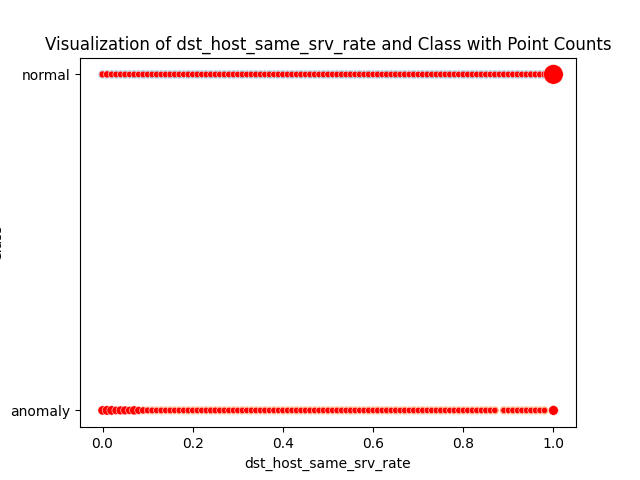 Visualization of dst_host_same_srv_rate and Class with Point Counts
normal
anomaly
0.0 0.2 0.4 0.6 0.8 1.0
dst_host_same_srv_rate